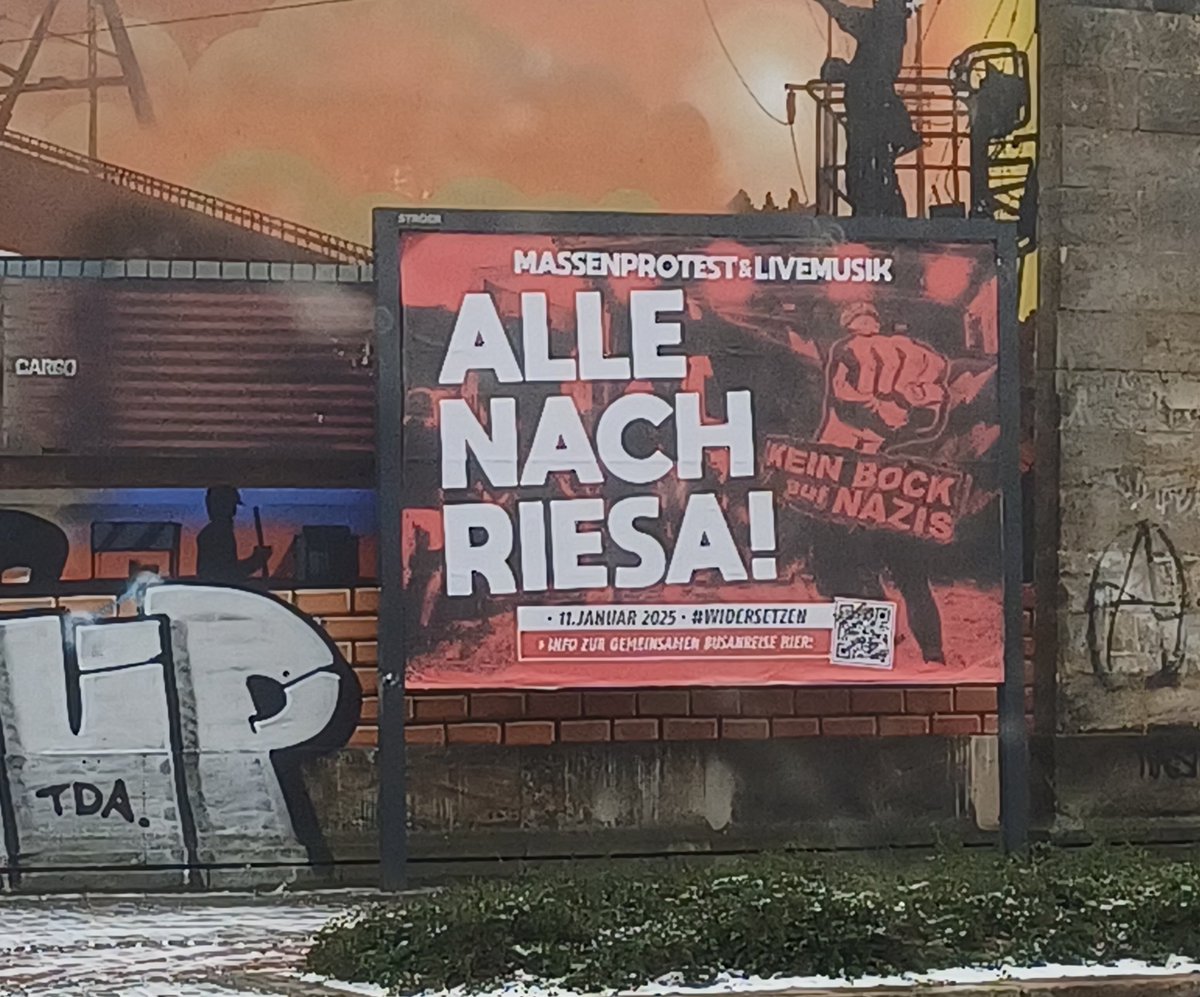 STRÖER
MASSENPROTEST & LIVEMUSIK
ALLE
NACH
RIESA!
KEIN BOCK
auf NAZIS
· 11. JANUAR 2025 · #WIDERSETZEN
› INFO ZUR GEMEINSAMEN BUSANREISE HIER:
CARGO
TDA.